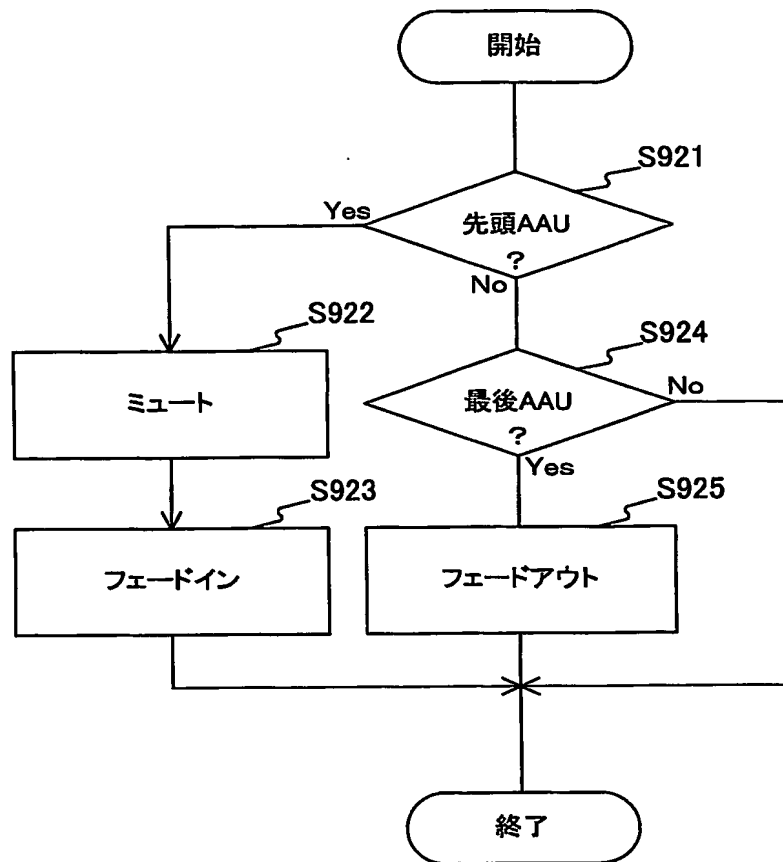 開始
S921
Yes
先頭AAU
?
No
S922
S924
ミュート
最後AAU
No
?
Yes
S923
S925
フェードイン
フェードアウト
終了